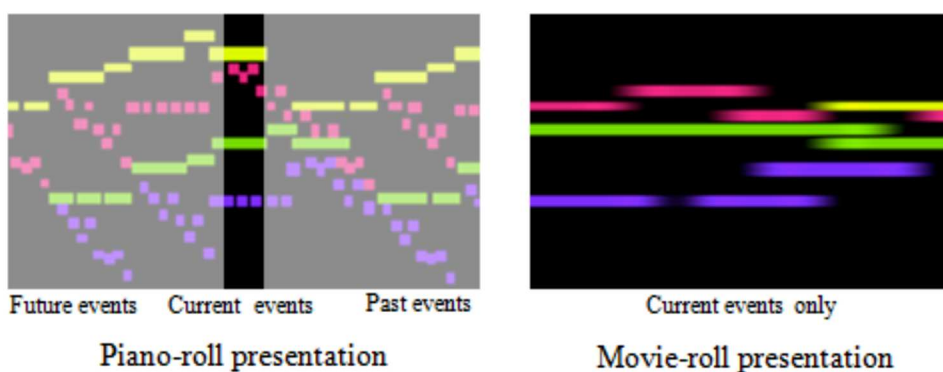 Future events Current events Past events
Piano-roll presentation
Current events only
Movie-roll presentation